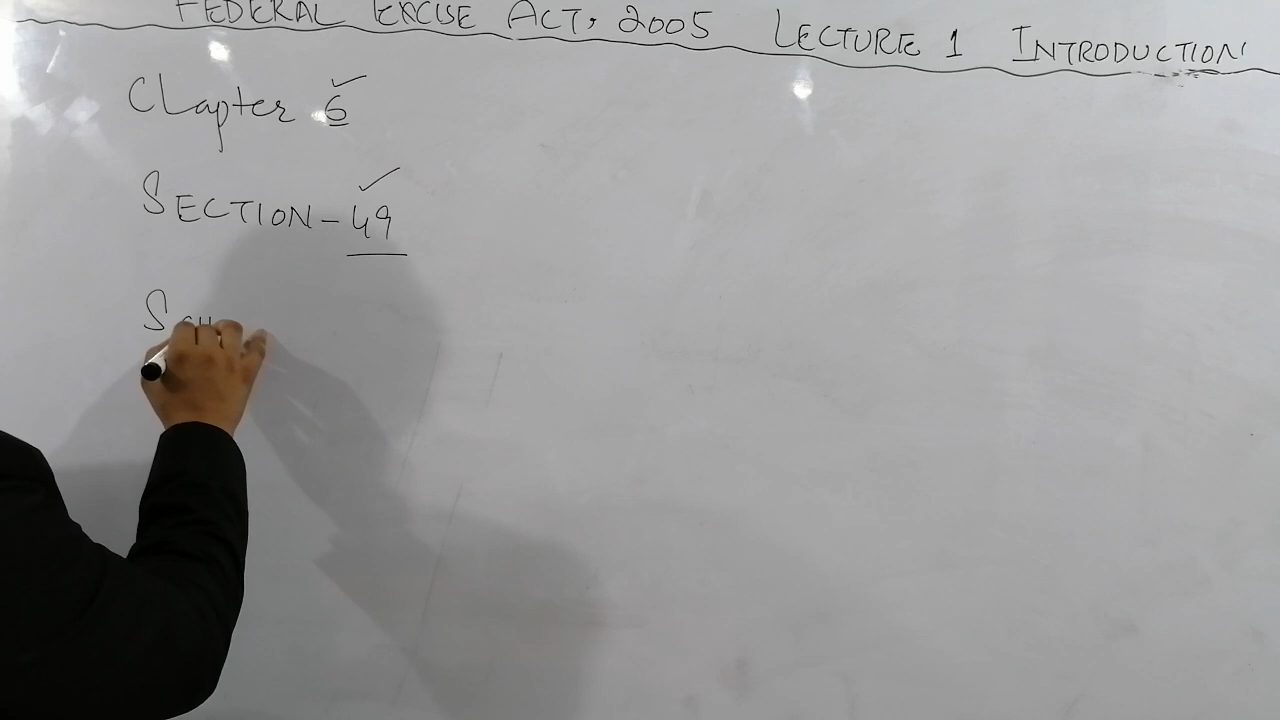 FEDERAL EXCISE ACT, 2005 LECTURE 1 INTRODUCTION
Chapter 6
SECTION - 49